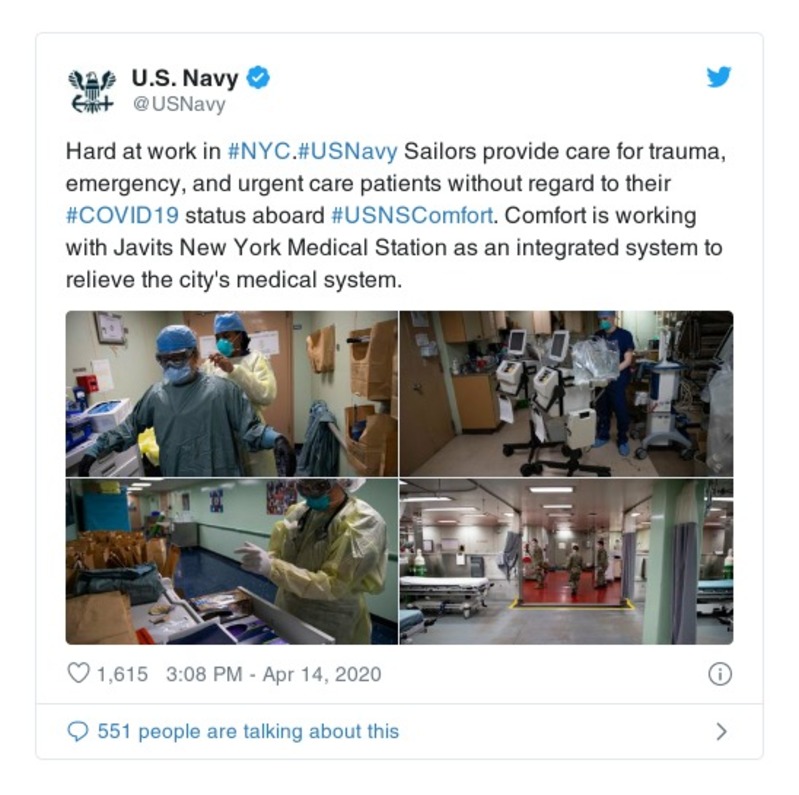 U.S. Navy
@USNavy
Hard at work in #NYC.#USNavy Sailors provide care for trauma,
emergency, and urgent care patients without regard to their
#COVID19 status aboard #USNSComfort. Comfort is working
with Javits New York Medical Station as an integrated system to
relieve the city's medical system.
1,615 3:08 PM - Apr 14, 2020
551 people are talking about this